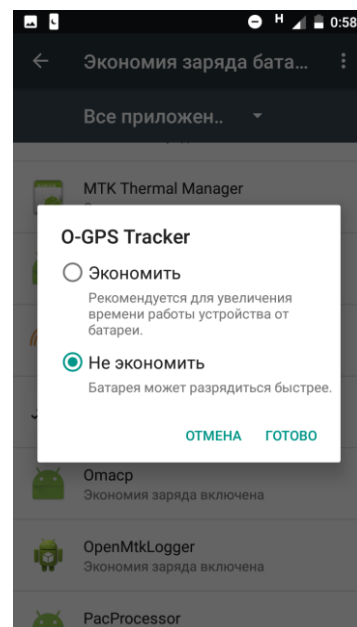 H 0:58
Экономия заряда бата...
Все приложен..
MTK Thermal Manager
O-GPS Tracker
Экономить
Рекомендуется для увеличения
времени работы устройства от
батареи.
Не экономить
Батарея может разрядиться быстрее.
ОТМЕНА ГОТОВО
Omacp
Экономия заряда включена
OpenMtkLogger
Экономия заряда включена
PacProcessor